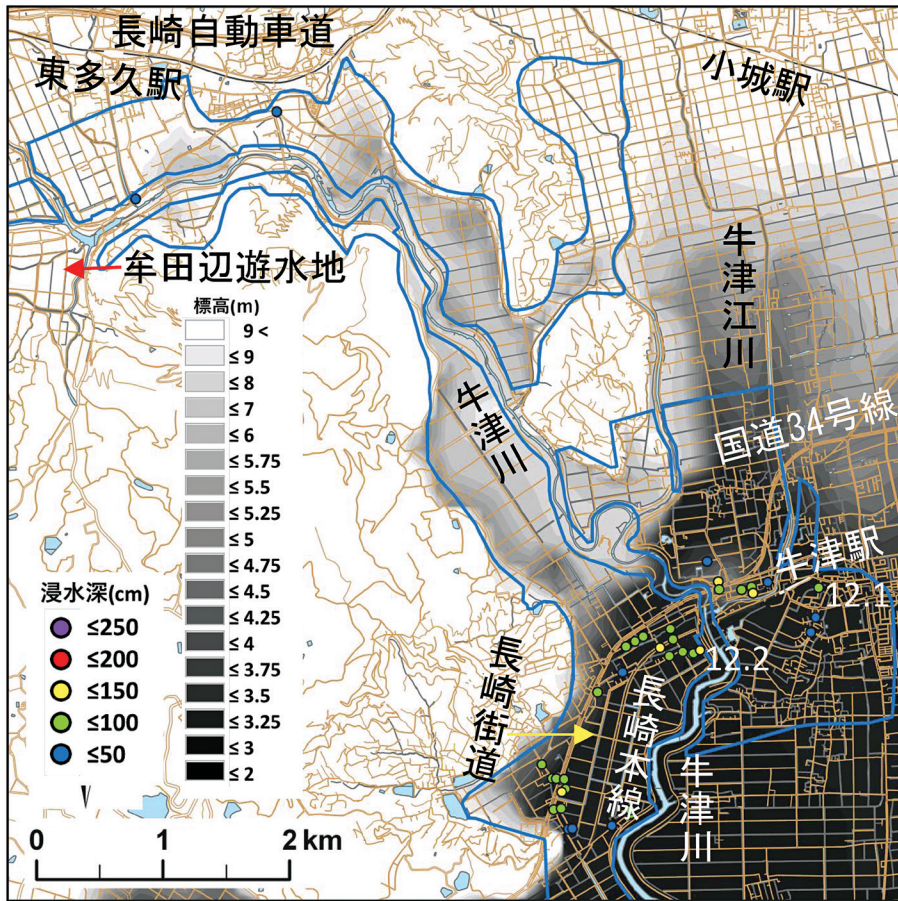 長崎自動車道
東多久駅
小城駅
牟田辺遊水地
牛津江川
標高(m)
9 <
≤ 9
≤ 8
≤ 7
≤ 6
≤ 5.75
≤ 5.5
≤ 5.25
≤ 5
≤ 4.75
≤ 4.5
≤ 4.25
≤ 4
≤ 3.75
≤ 3.5
≤ 3.25
≤ 3
≤ 2
牛津川
国道34号線
牛津駅
12.1
浸水深(cm)
≤250
≤200
≤150
≤100
≤50
12.2
長崎街道
長崎本線
牛津川
0 1 2 km